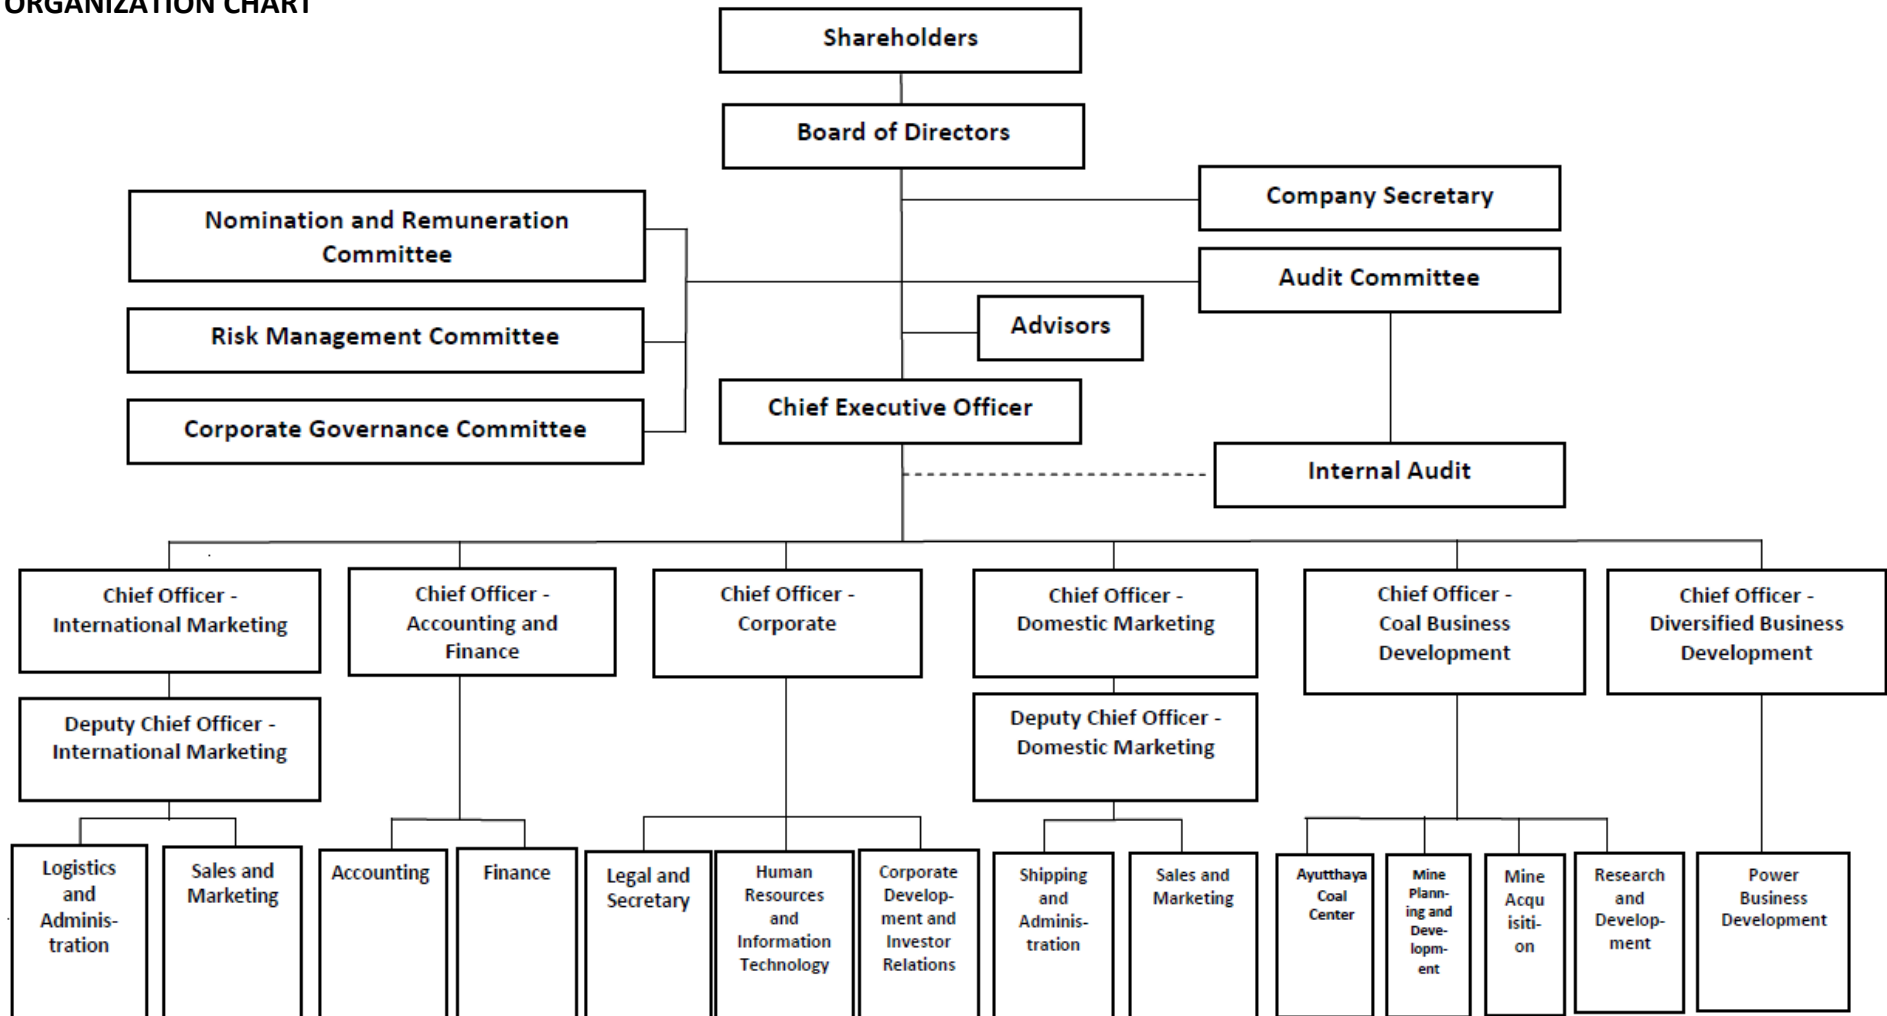 ORGANIZATION CHART
Shareholders
Board of Directors
Company Secretary
Nomination and Remuneration
Committee
Audit Committee
Advisors
Risk Management Committee
Chief Executive Officer
Corporate Governance Committee
Internal Audit
Chief Officer -
International Marketing
Chief Officer -
Accounting and
Finance
Chief Officer -
Corporate
Chief Officer -
Domestic Marketing
Chief Officer -
Coal Business
Development
Chief Officer -
Diversified Business
Development
Deputy Chief Officer -
International Marketing
Deputy Chief Officer -
Domestic Marketing
Logistics
and
Adminis-
tration
Sales and
Marketing
Accounting
Finance
Legal and
Secretary
Human
Resources
and
Information
Technology
Corporate
Develop-
ment and
Investor
Relations
Shipping
and
Adminis-
tration
Sales and
Marketing
Ayutthaya
Coal
Center
Mine
Plann-
ing and
Deve-
lopm-
ent
Mine
Acqu
isiti-
on
Research
and
Develop-
ment
Power
Business
Development